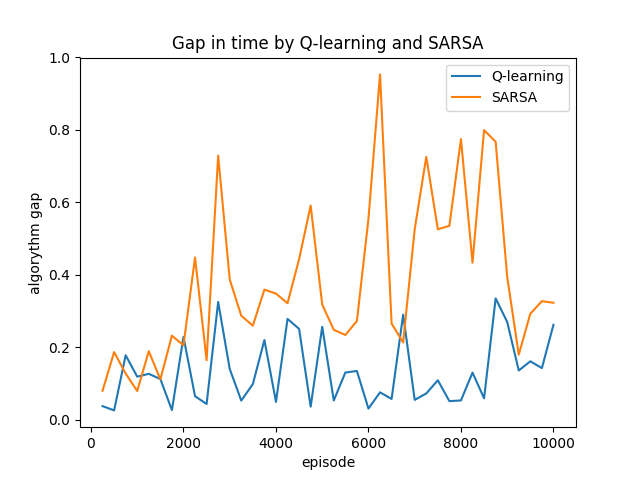 Gap in time by Q-learning and SARSA
1.0
Q-learning
SARSA
0.8
0.6
algorythm gap
0.4
0.2
0.0
0 2000 4000 6000 8000 10000
episode